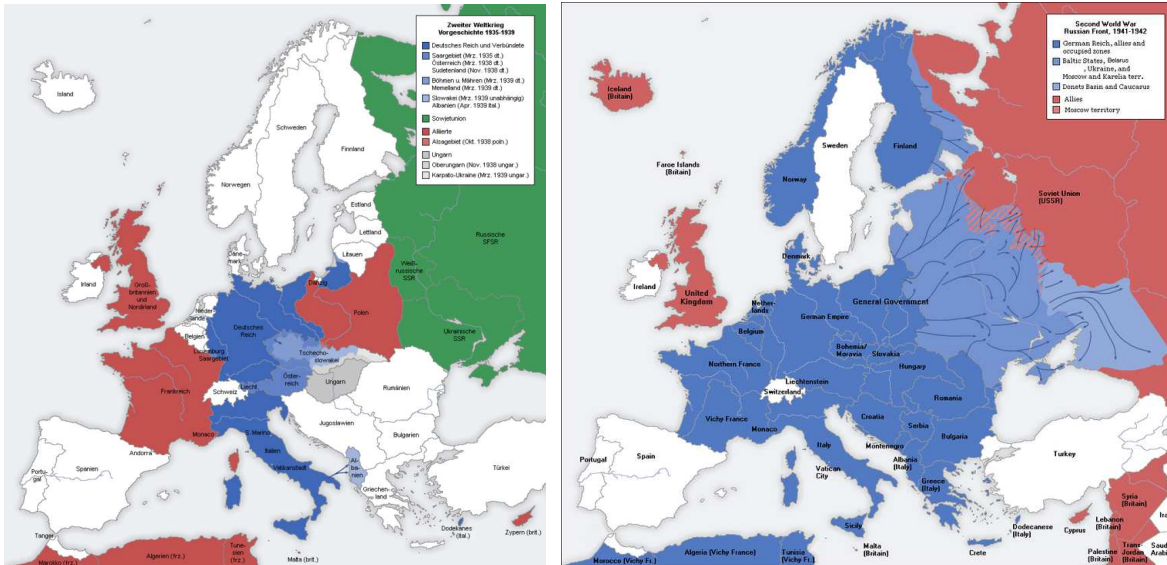 Zweiter Weltkrieg
Vorgeschichte 1935-1939
Deutsches Reich und Verbündete
Saargebiet (Mrz. 1935 dt.)
Österreich (Mrz. 1938 dt.)
Sudetenland (Nov. 1938 dt.)
Böhmen u. Mähren (Mrz. 1939 dt.)
Memelland (Mrz. 1939 dt.)
Slowakei (Mrz. 1939 unabhängig)
Albanien (Apr. 1939 ital.)
Sowjetunion
Alliierte
Alsagebiet (Okt. 1938 poln.)
Ungarn
Oberungarn (Nov. 1938 ungar.)
Karpato-Ukraine (Mrz. 1939 ungar.)
Island
Schweden
Finnland
Norwegen
Estland
Lettland
Litauen
Russische
SFSR
Weiß-
russische
SSR
Däne-
mark
Danzig
Irland
Groß-
britannien
und
Nordirland
Nieder-
lande
Belgien
Luxemburg
Saargebiet
Deutsches
Reich
Polen
Ukrainische
SSR
Tschecho-
slowakei
Frankreich
Schweiz
Liecht.
Öster-
reich
Ungarn
Rumänien
Monaco
S. Marino
Jugoslawien
Bulgarien
Andorra
Italien
Vatikanstadt
Al-
ba-
nien
Portu-
gal
Spanien
Griechen-
land
Türkei
Tanger
Dodekanes
(ital.)
Zypern (brit.)
Marokko (frz.)
Algerien (frz.)
Tune-
sien
(frz.)
Malta (brit.)
Second World War
Russian Front, 1941-1942
German Reich, allies and
occupied zones
Baltic States, Belarus
, Ukraine, and
Moscow and Karelia terr.
Donets Basin and Caucasus
Allies
Moscow territory
Iceland
(Britain)
Faroe Islands
(Britain)
Sweden
Finland
Norway
Soviet Union
(USSR)
Denmark
Ireland
United
Kingdom
Nether-
lands
General Government
German Empire
Belgium
Bohemia/
Moravia
Slovakia
Northern France
Hungary
Liechtenstein
Switzerland
Romania
Vichy France
Croatia
Serbia
Monaco
Bulgaria
Italy
Montenegro
Portugal
Spain
Albania
(Italy)
Vatican
City
Turkey
Greece
(Italy)
Sicily
Dodecanese
(Italy)
Cyprus
Syria
(Britain)
Lebanon
(Britain)
Malta
(Britain)
Crete
Morocco (Vichy Fr.)
Algeria (Vichy France)
Tunisia
(Vichy Fr.)
Palestine
(Britain)
Trans-
Jordan
(Britain)
Saudi
Arabi